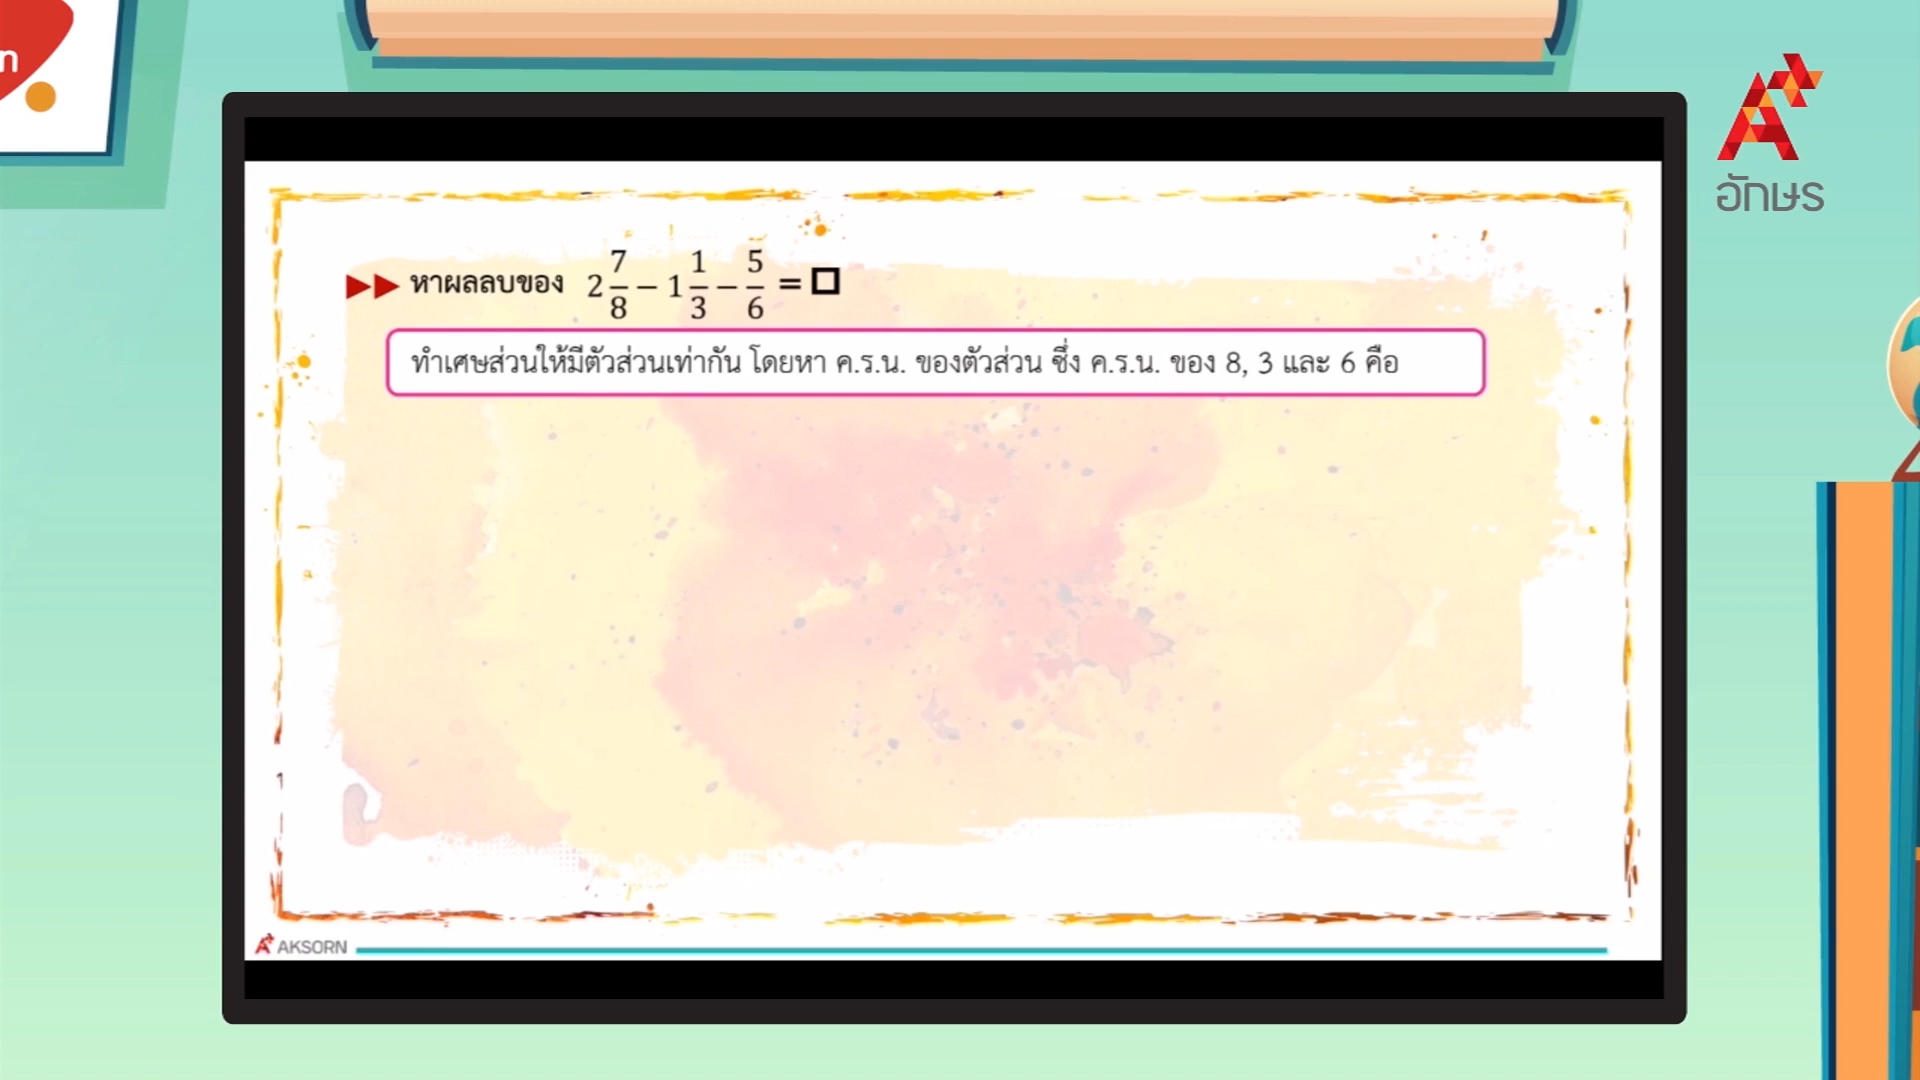 n
อักษร
หาผลลบของ 2 7/8 − 1 1/3 − 5/6 = □
ทำเศษส่วนให้มีตัวส่วนเท่ากัน โดยหา ค.ร.น. ของตัวส่วน ซึ่ง ค.ร.น. ของ 8, 3 และ 6 คือ
AKSORN